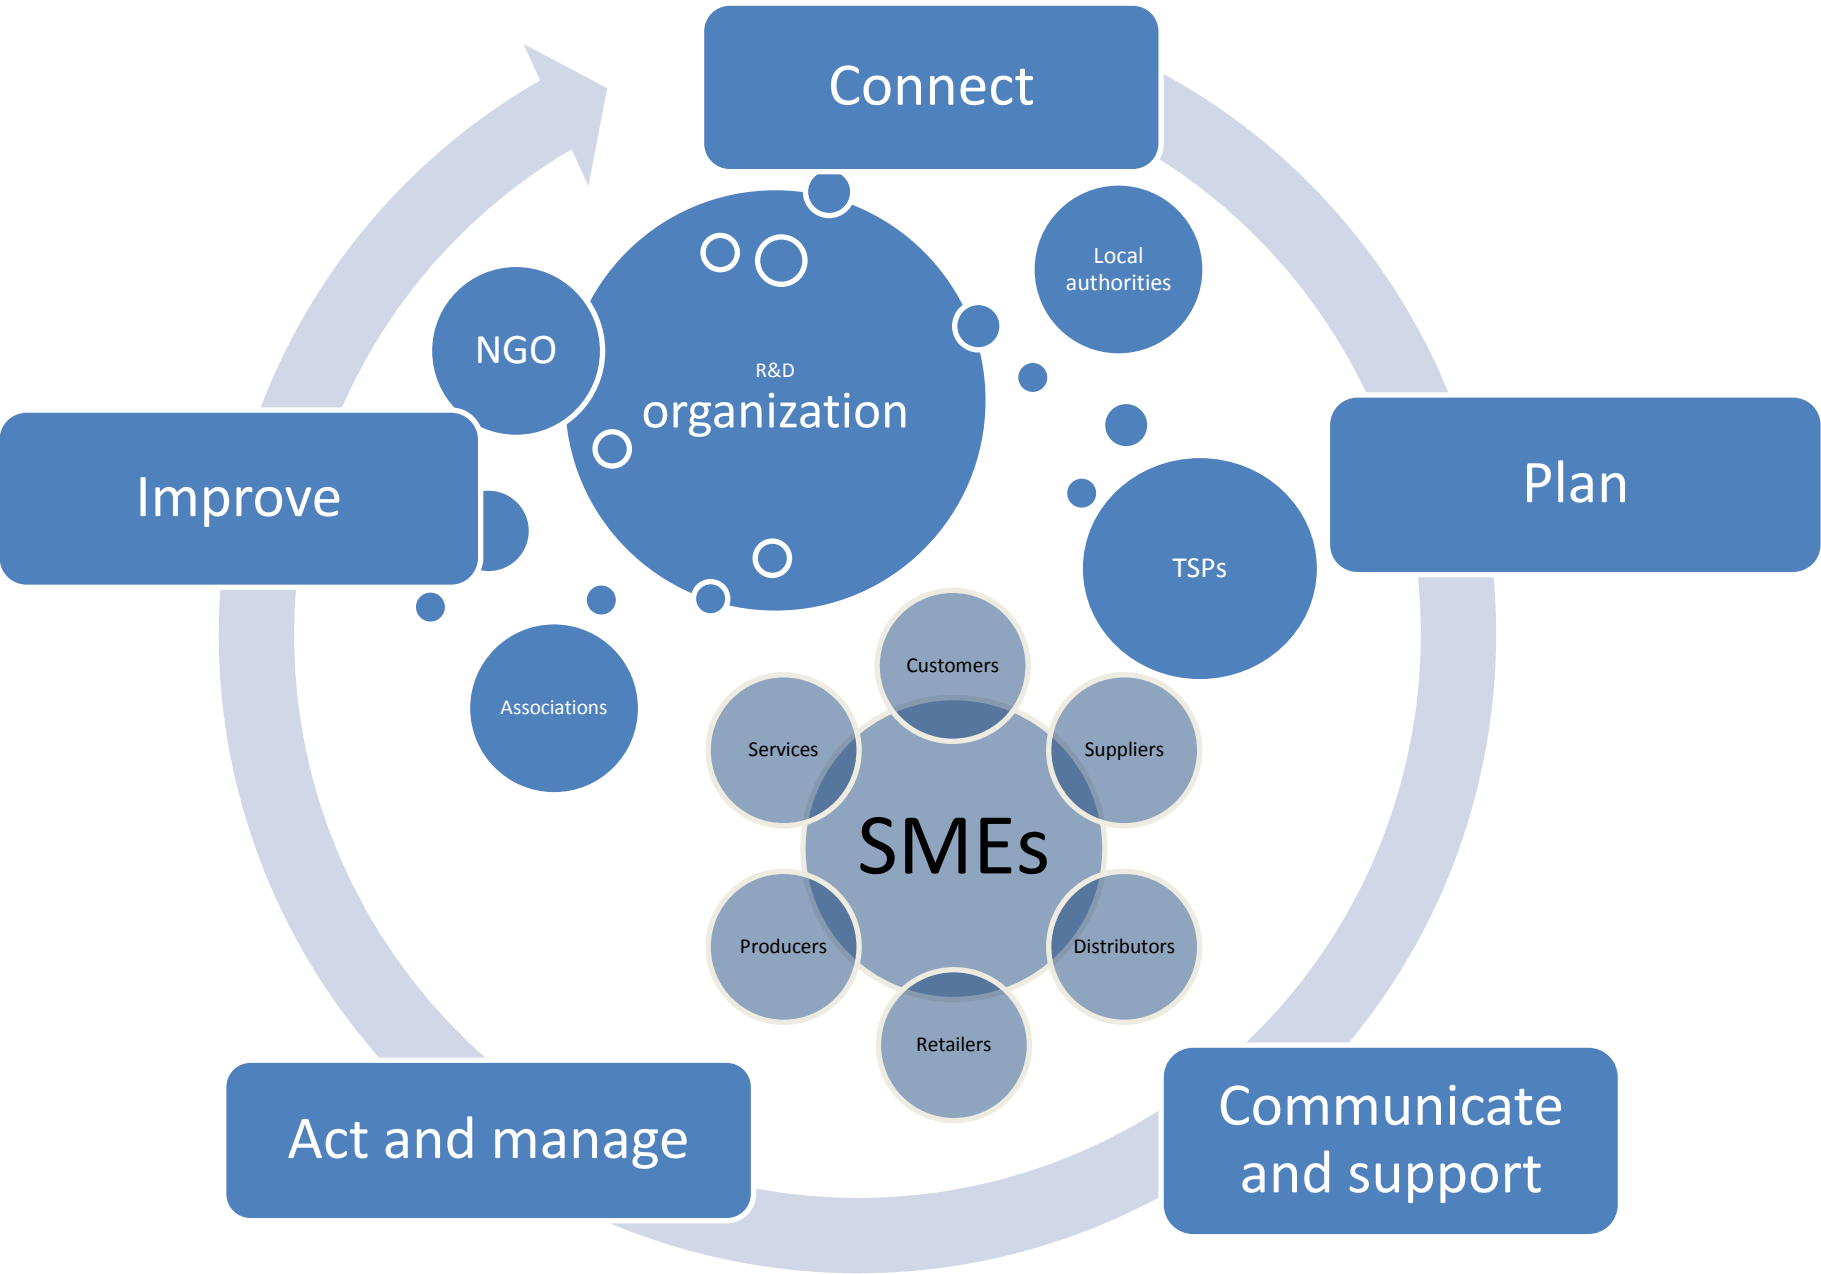 Connect
Local
authorities
NGO
R&D
organization
Improve
Plan
TSPs
Customers
Associations
Services
Suppliers
SMEs
Producers
Distributors
Retailers
Communicate
and support
Act and manage